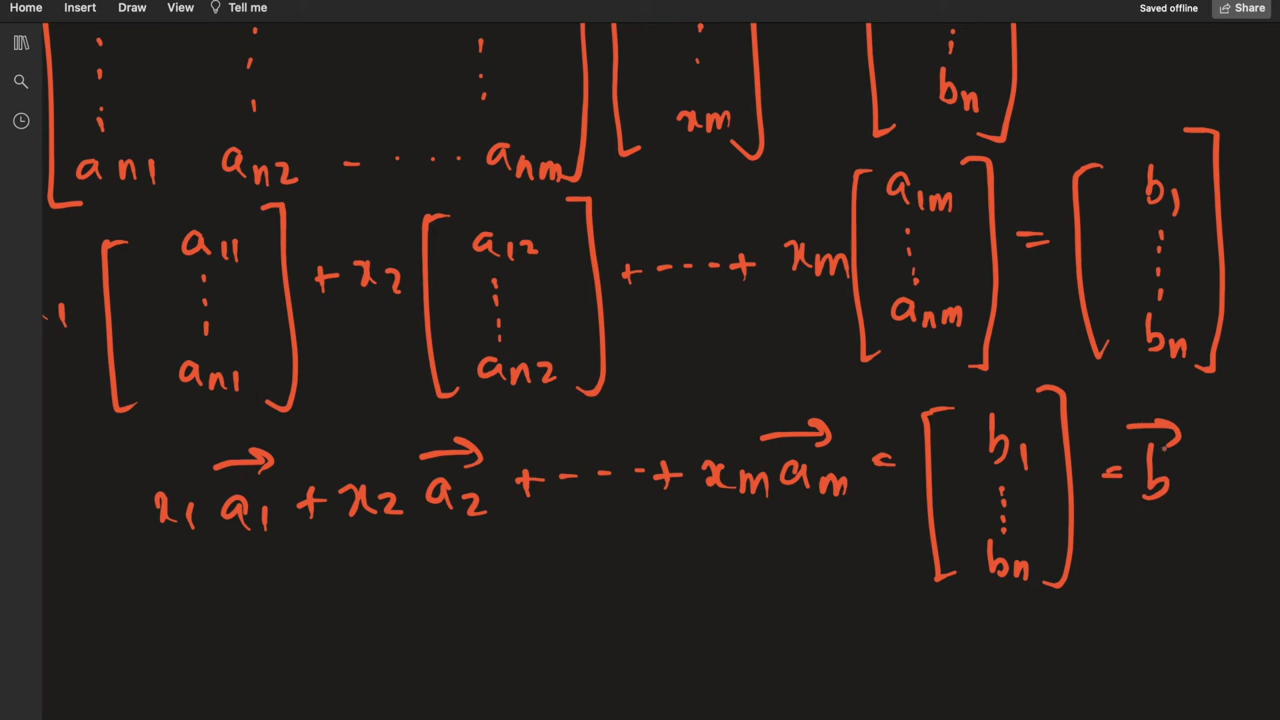 Home Insert Draw View Tell me Saved offline Share
xm bn
an1 an2 - ... anm
1 [a11 ⋮ an1] + x2 [a12 ⋮ an2] + ---- + xm [a1m ⋮ anm] = [b1 ⋮ bn]
x1 a1→ + x2 a2→ + ---- + xm am→ = [b1 ⋮ bn] = b→